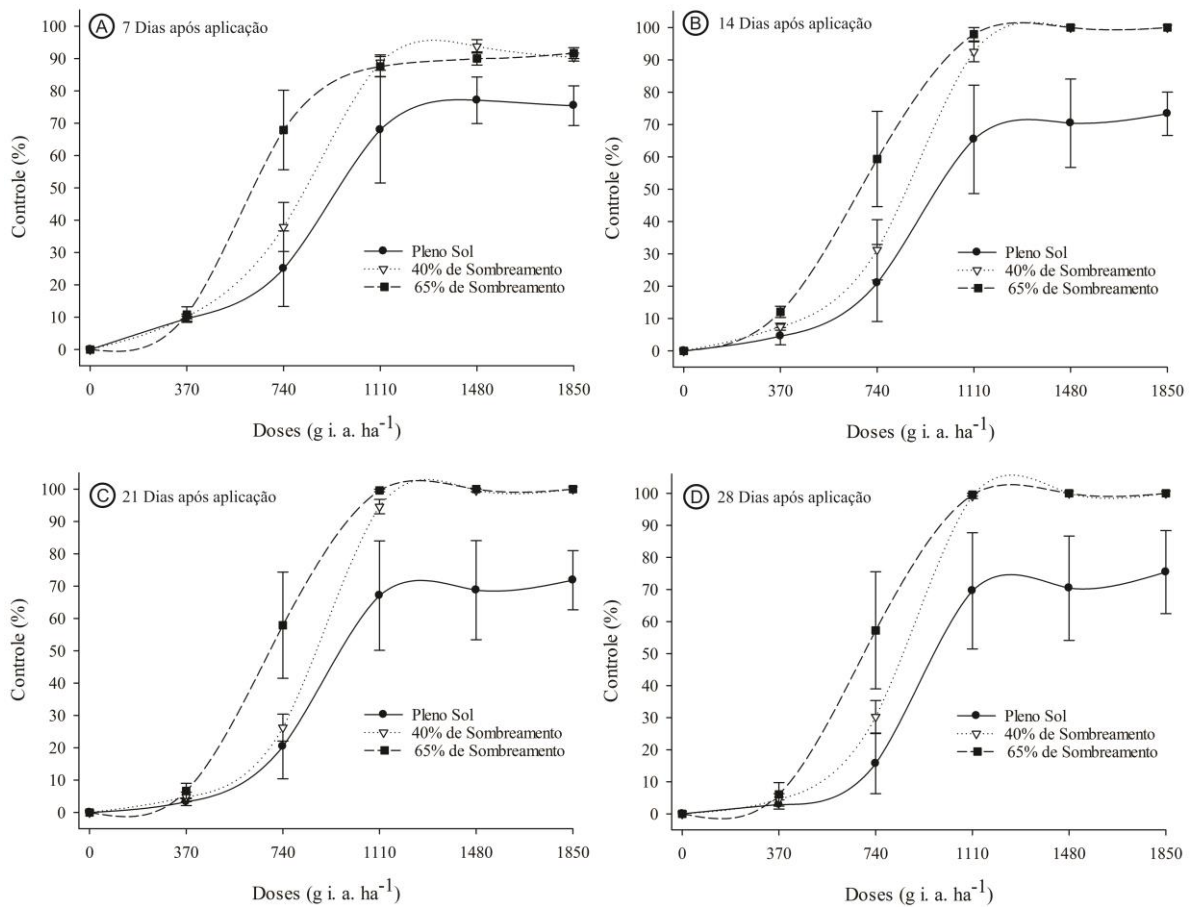 A 7 Dias após aplicação
100
90
80
70
60
50
40
30
20
10
0
Controle (%)
Pleno Sol
40% de Sombreamento
65% de Sombreamento
0 370 740 1110 1480 1850
Doses (g i. a. ha-1)
B 14 Dias após aplicação
100
90
80
70
60
50
40
30
20
10
0
Controle (%)
Pleno Sol
40% de Sombreamento
65% de Sombreamento
0 370 740 1110 1480 1850
Doses (g i. a. ha-1)
C 21 Dias após aplicação
100
90
80
70
60
50
40
30
20
10
0
Controle (%)
Pleno Sol
40% de Sombreamento
65% de Sombreamento
0 370 740 1110 1480 1850
Doses (g i. a. ha-1)
D 28 Dias após aplicação
100
90
80
70
60
50
40
30
20
10
0
Controle (%)
Pleno Sol
40% de Sombreamento
65% de Sombreamento
0 370 740 1110 1480 1850
Doses (g i. a. ha-1)